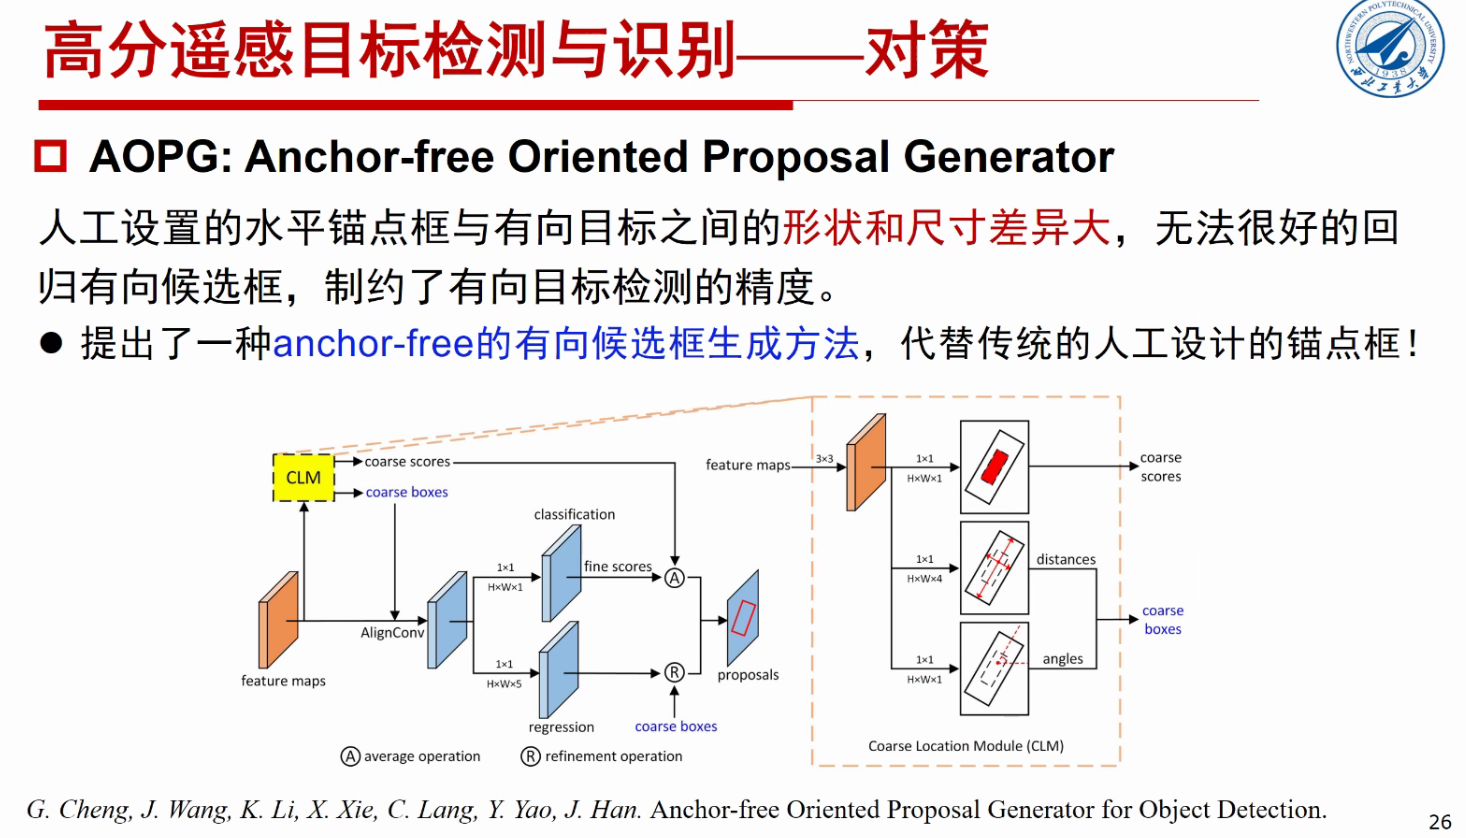 高分遥感目标检测与识别——对策
NORTHWESTERN POLYTECHNICAL UNIVERSITY
1938
西北工业大学
AOPG: Anchor-free Oriented Proposal Generator
人工设置的水平锚点框与有向目标之间的形状和尺寸差异大，无法很好的回
归有向候选框，制约了有向目标检测的精度。
● 提出了一种anchor-free的有向候选框生成方法，代替传统的人工设计的锚点框！
CLM
coarse scores
coarse boxes
classification
1×1
H×W×1
fine scores
A
AlignConv
feature maps
1×1
H×W×5
R
proposals
regression
coarse boxes
A average operation
R refinement operation
feature maps
3×3
1×1
H×W×1
coarse
scores
1×1
H×W×4
distances
coarse
boxes
1×1
H×W×1
angles
Coarse Location Module (CLM)
G. Cheng, J. Wang, K. Li, X. Xie, C. Lang, Y. Yao, J. Han. Anchor-free Oriented Proposal Generator for Object Detection.
26